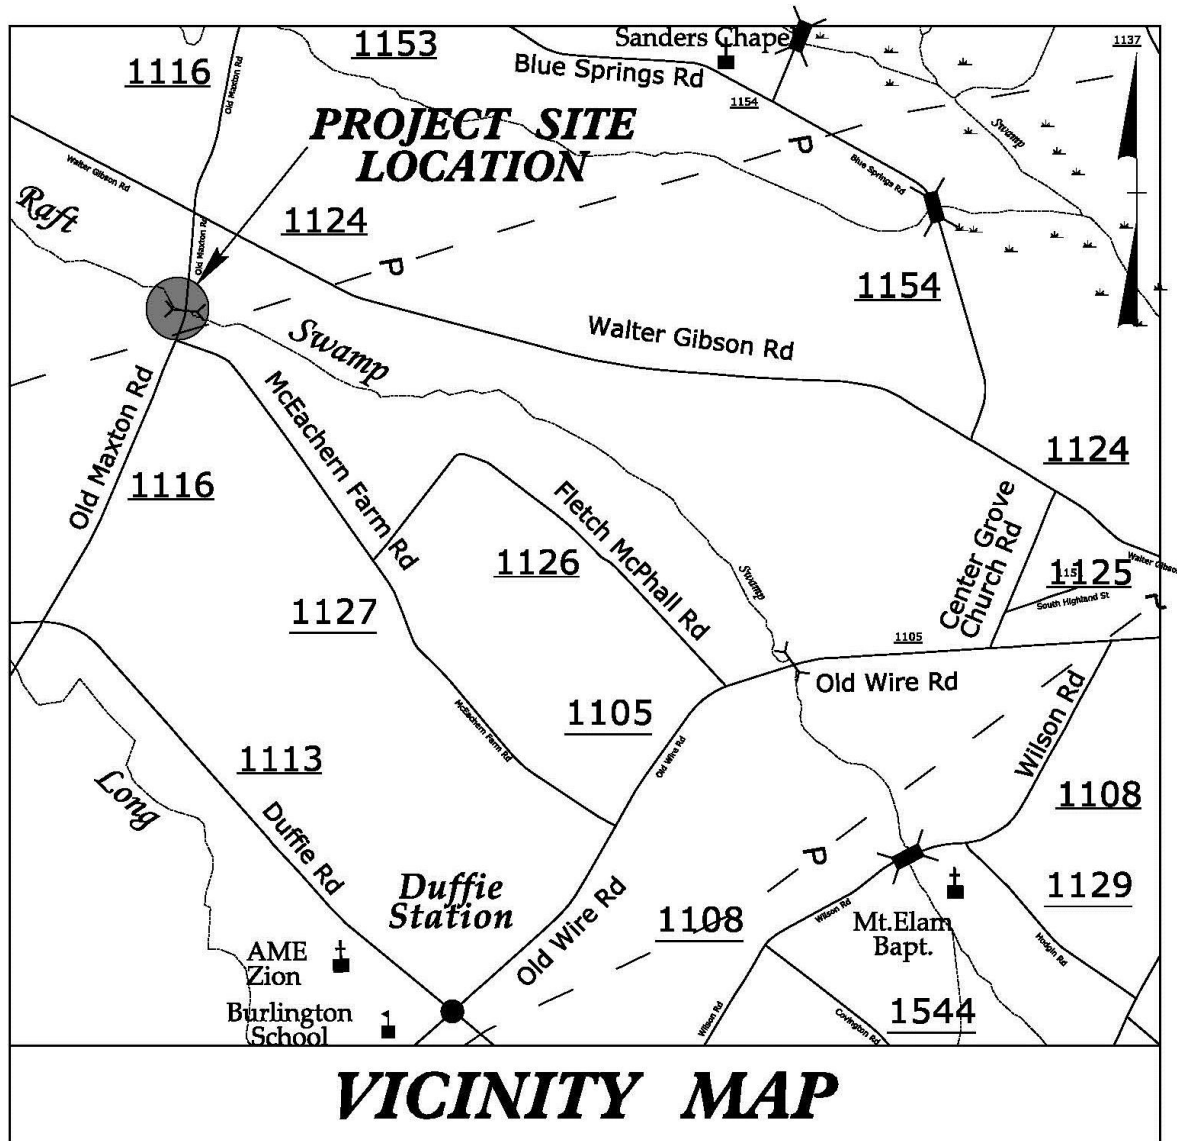 1153
Sanders Chapel
1137
1116
Old Maxton Rd
Blue Springs Rd
1154
PROJECT SITE
LOCATION
P
Swamp
Walter Gibson Rd
Blue Springs Rd
Raft
Old Maxton Rd
1124
P
1154
Swamp
Walter Gibson Rd
Old Maxton Rd
McEachern Farm Rd
1124
1116
Fletch McPhall Rd
Center Grove
Church Rd
1126
Swamp
Walter Gibson
1125
South Highland St
1127
1105
Old Wire Rd
1105
Wilson Rd
McEachern Farm Rd
Old Wire Rd
1113
Long
1108
Duffie Rd
P
Duffie
Station
1129
Old Wire Rd
1108
Wilson Rd
Mt.Elam
Bapt.
Hodgin Rd
AME
Zion
Burlington
School
Wilson Rd
Covington Rd
1544
VICINITY MAP